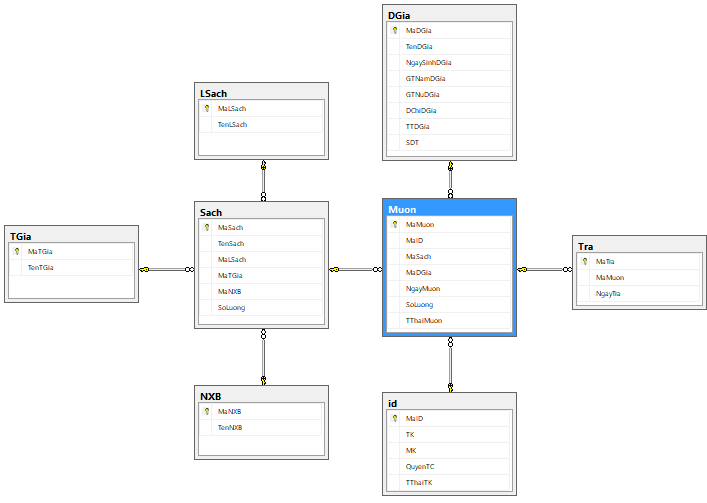 DGia
MaDGia
TenDGia
NgaySinhDGia
GTNamDGia
GTNuDGia
DChiDGia
TTDGia
SDT
LSach
MaLSach
TenLSach
Sach
MaSach
TenSach
MaLSach
MaTGia
MaNXB
SoLuong
Muon
MaMuon
MaID
MaSach
MaDGia
NgayMuon
SoLuong
TThaiMuon
TGia
MaTGia
TenTGia
Tra
MaTra
MaMuon
NgayTra
NXB
MaNXB
TenNXB
id
MaID
TK
MK
QuyenTC
TThaiTK